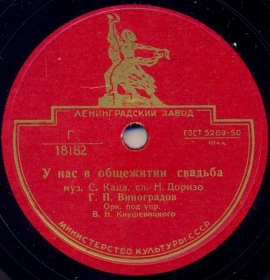 ЛЕНИНГРАДСКИЙ ЗАВОД
Г
18182
ГОСТ 5289-50
У нас в общежитии свадьба
муз. С. Каца, сл. Н. Доризо
Г. П. Виноградов
Орк. под упр.
В. Н. Кнушевицкого
МИНИСТЕРСТВО КУЛЬТУРЫ СССР